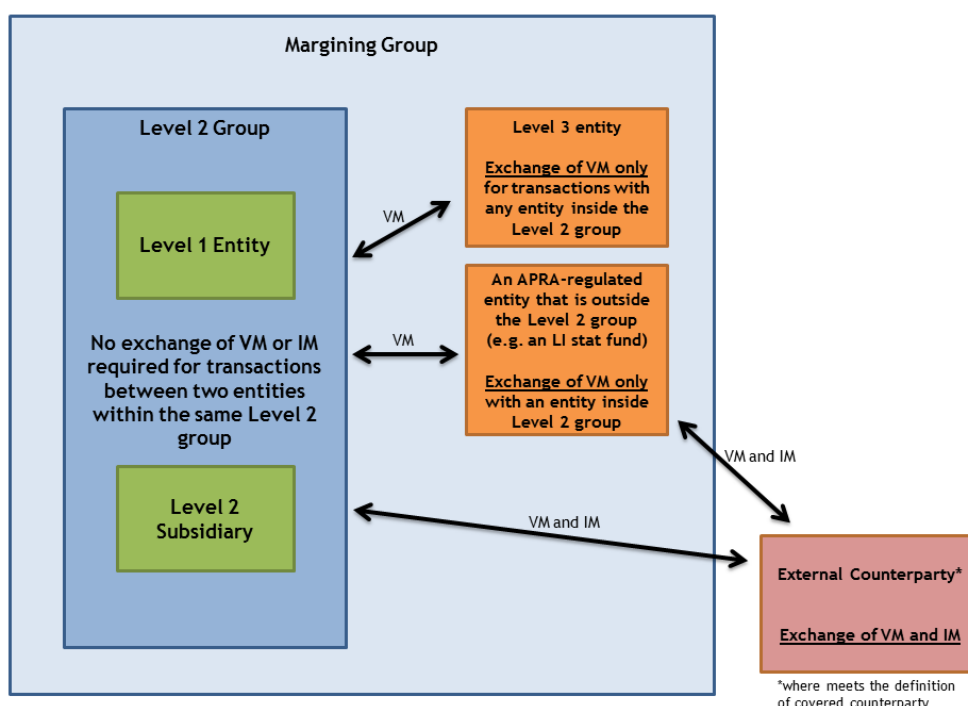 Margining Group
Level 2 Group
Level 1 Entity
No exchange of VM or IM
required for transactions
between two entities
within the same Level 2
group
Level 2
Subsidiary
VM
Level 3 entity
Exchange of VM only
for transactions with
any entity inside the
Level 2 group
VM
An APRA-regulated
entity that is outside
the Level 2 group
(e.g. an LI stat fund)
Exchange of VM only
with an entity inside
Level 2 group
VM and IM
VM and IM
External Counterparty*
Exchange of VM and IM
*where meets the definition
of covered counterparty